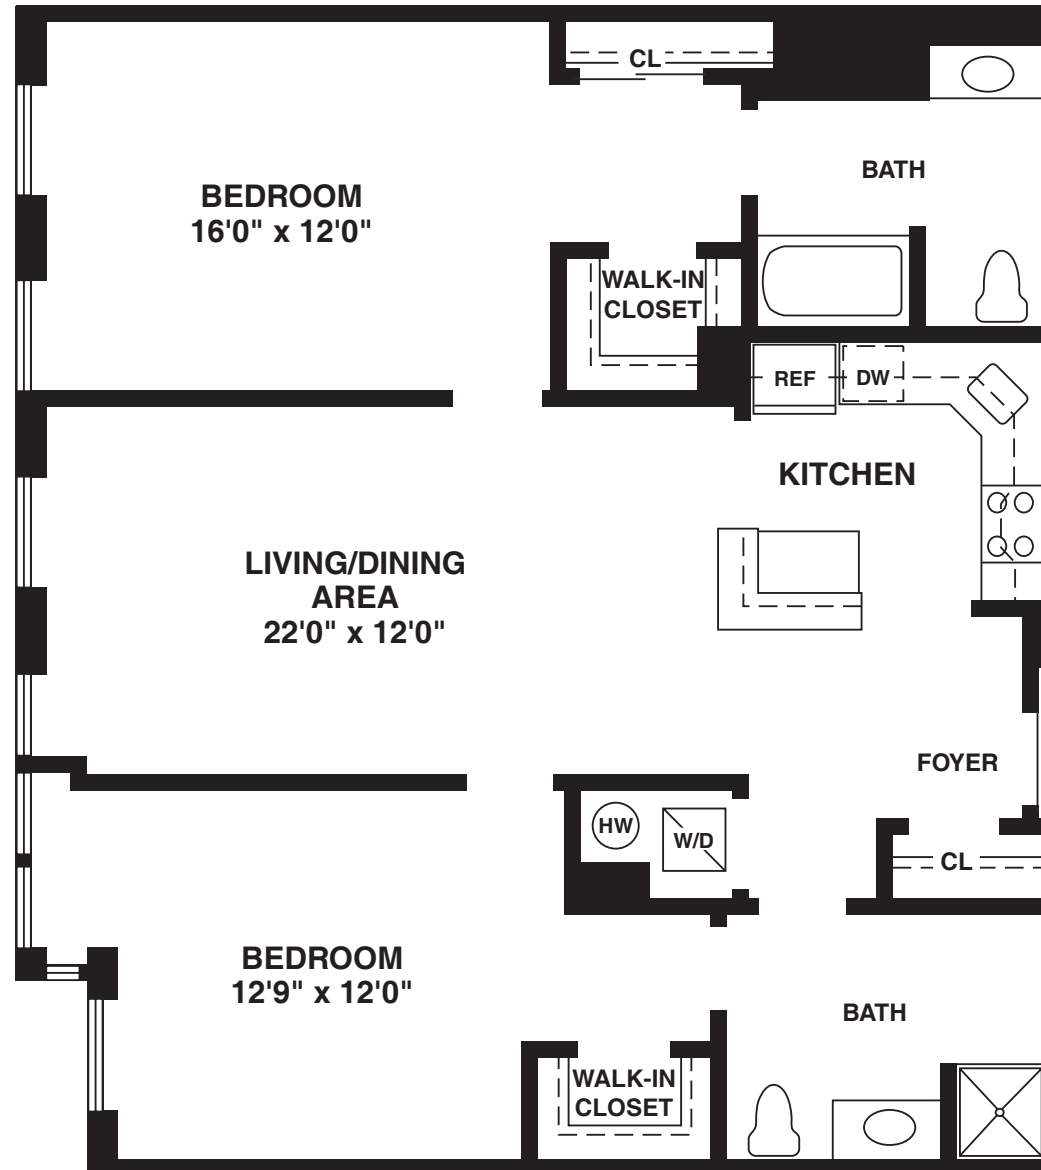 CL
BATH
BEDROOM
16'0" x 12'0"
WALK-IN
CLOSET
REF
DW
KITCHEN
LIVING/DINING
AREA
22'0" x 12'0"
FOYER
HW
W/D
CL
BEDROOM
12'9" x 12'0"
BATH
WALK-IN
CLOSET